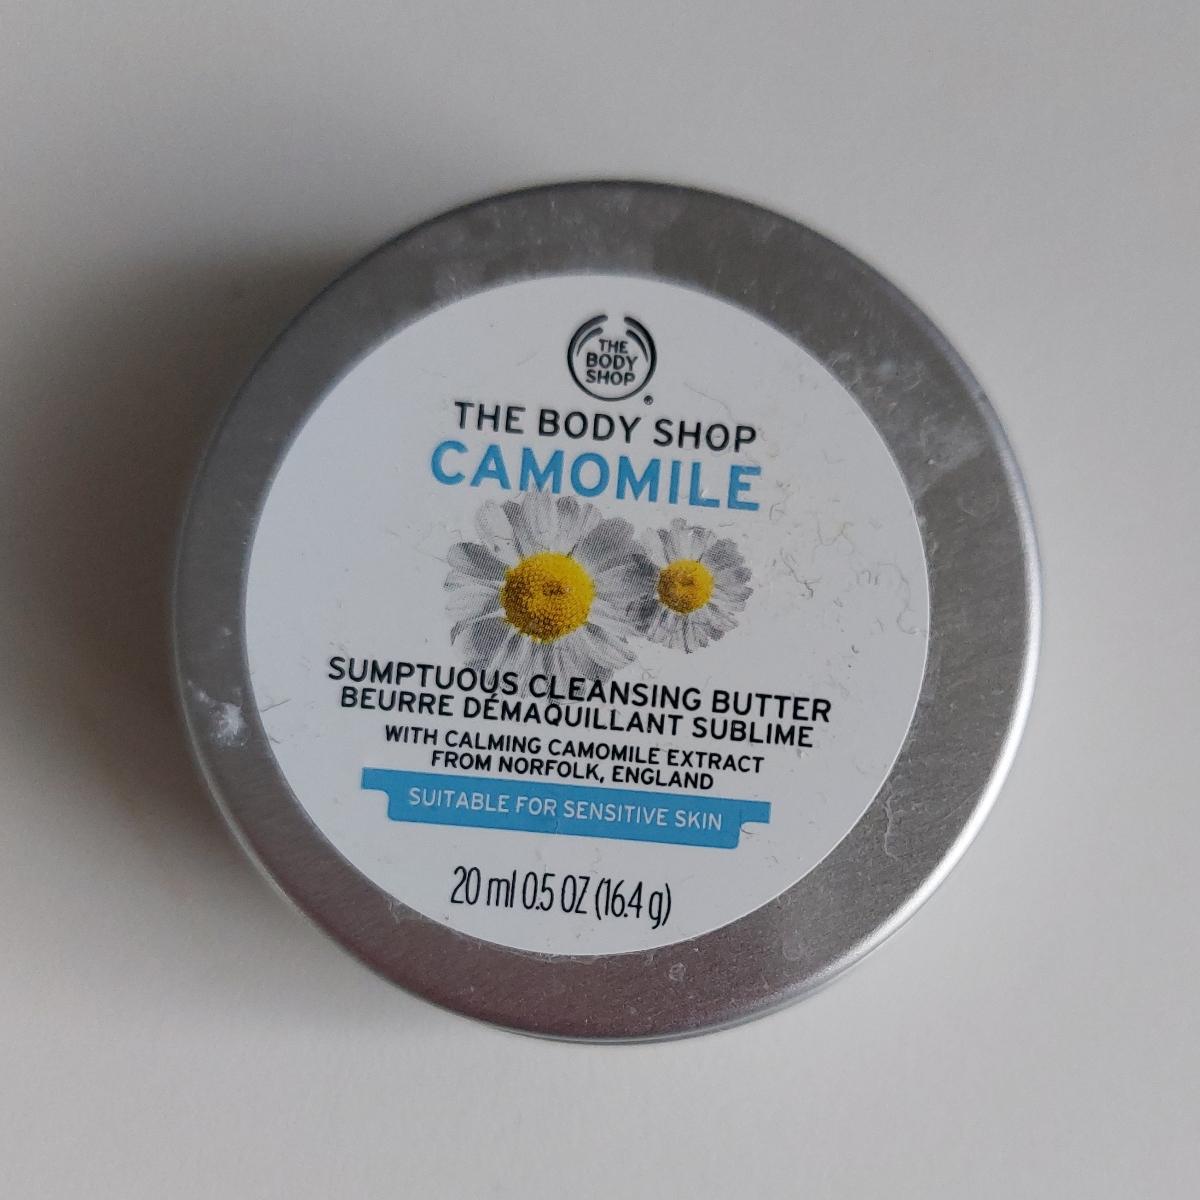 THE
BODY
SHOP
®
THE BODY SHOP
CAMOMILE
SUMPTUOUS CLEANSING BUTTER
BEURRE DÉMAQUILLANT SUBLIME
WITH CALMING CAMOMILE EXTRACT
FROM NORFOLK, ENGLAND
SUITABLE FOR SENSITIVE SKIN
20 ml 0.5 OZ (16.4 g)